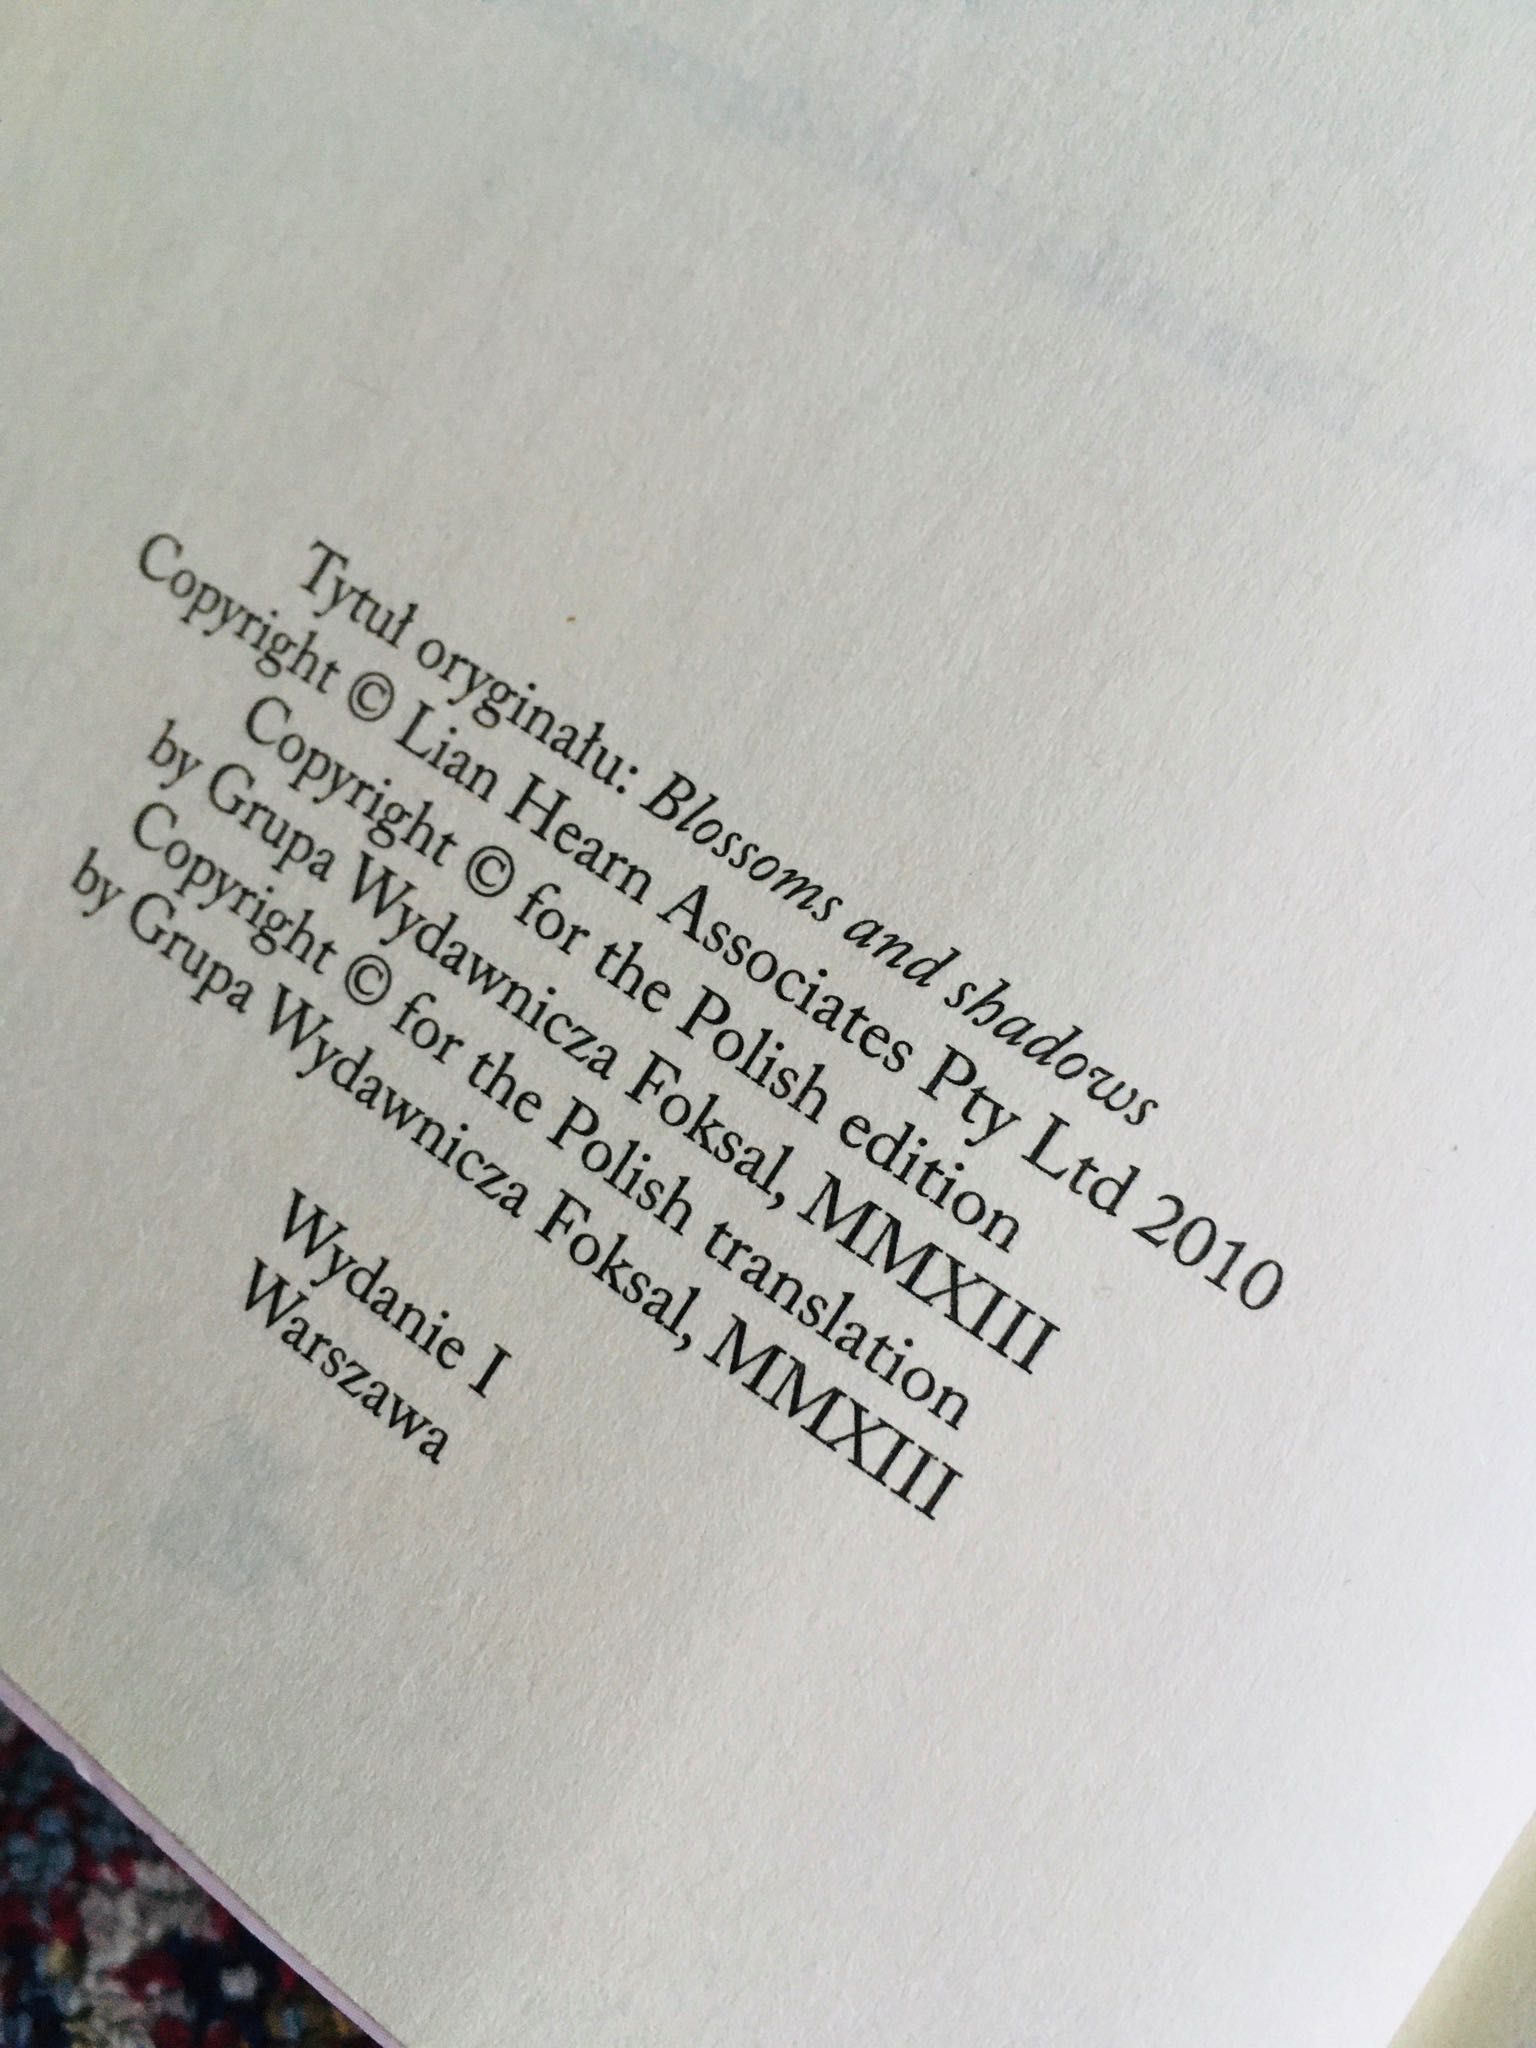 Tytuł oryginału: Blossoms and shadows
Copyright © Lian Hearn Associates Pty Ltd 2010
Copyright © for the Polish edition
by Grupa Wydawnicza Foksal, MMXIII
Copyright © for the Polish translation
by Grupa Wydawnicza Foksal, MMXIII
Wydanie I
Warszawa